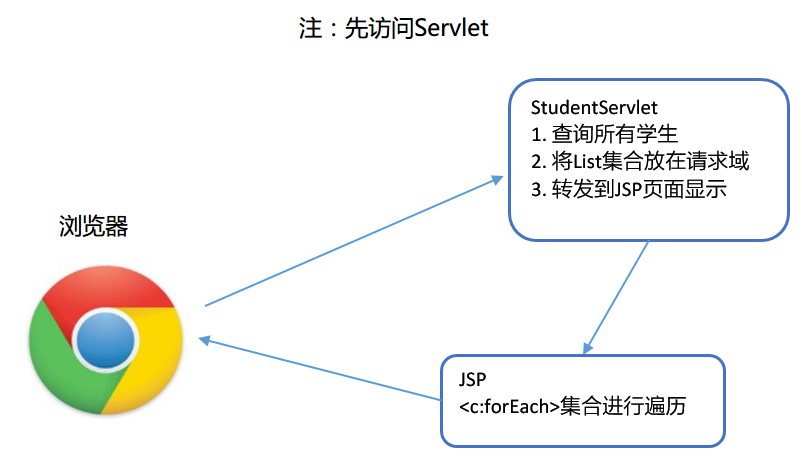 注：先访问Servlet
StudentServlet
1. 查询所有学生
2. 将List集合放在请求域
3. 转发到JSP页面显示
浏览器
JSP
<c:forEach>集合进行遍历